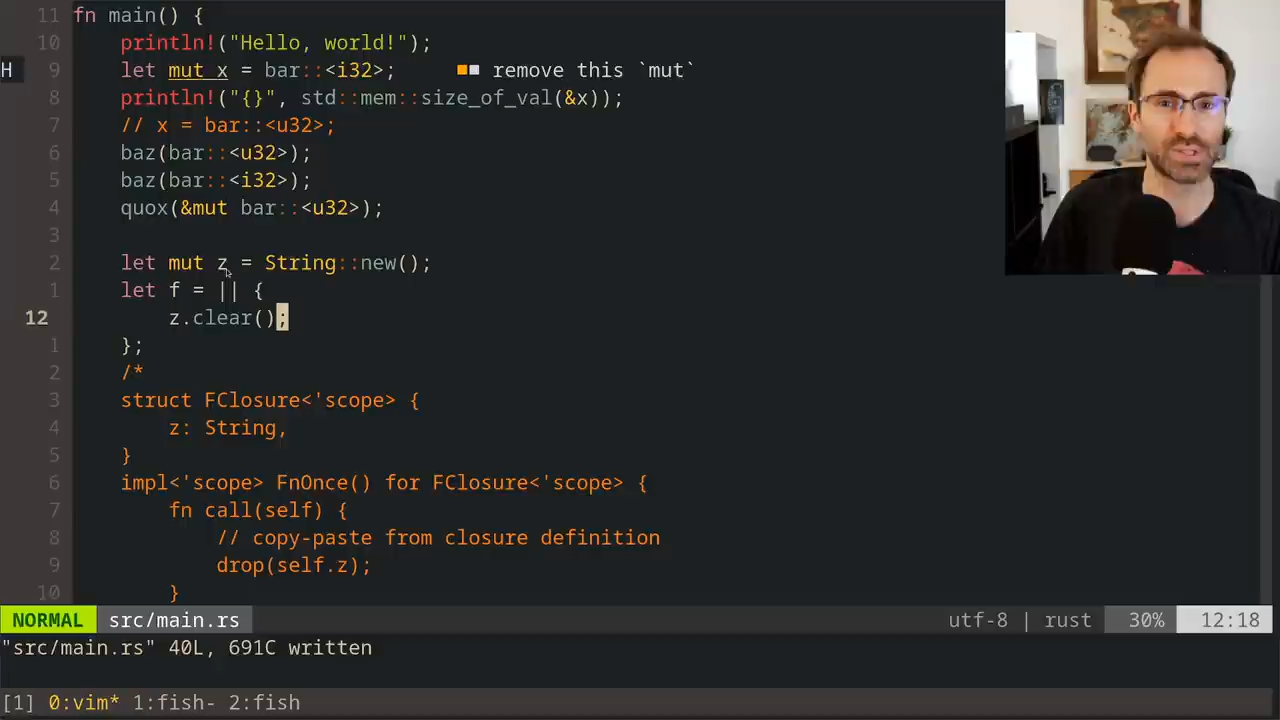 11 fn main() {
10 println!("Hello, world!");
H 9 let mut x = bar::<i32>; remove this `mut`
8 println!("{}", std::mem::size_of_val(&x));
7 // x = bar::<u32>;
6 baz(bar::<u32>);
5 baz(bar::<i32>);
4 quox(&mut bar::<u32>);
3
2 let mut z = String::new();
1 let f = || {
12 z.clear();
1 };
2 /*
3 struct FClosure<'scope> {
4 z: String,
5 }
6 impl<'scope> FnOnce() for FClosure<'scope> {
7 fn call(self) {
8 // copy-paste from closure definition
9 drop(self.z);
10 }
NORMAL src/main.rs utf-8 | rust 30% 12:18
"src/main.rs" 40L, 691C written
[1] 0:vim* 1:fish- 2:fish